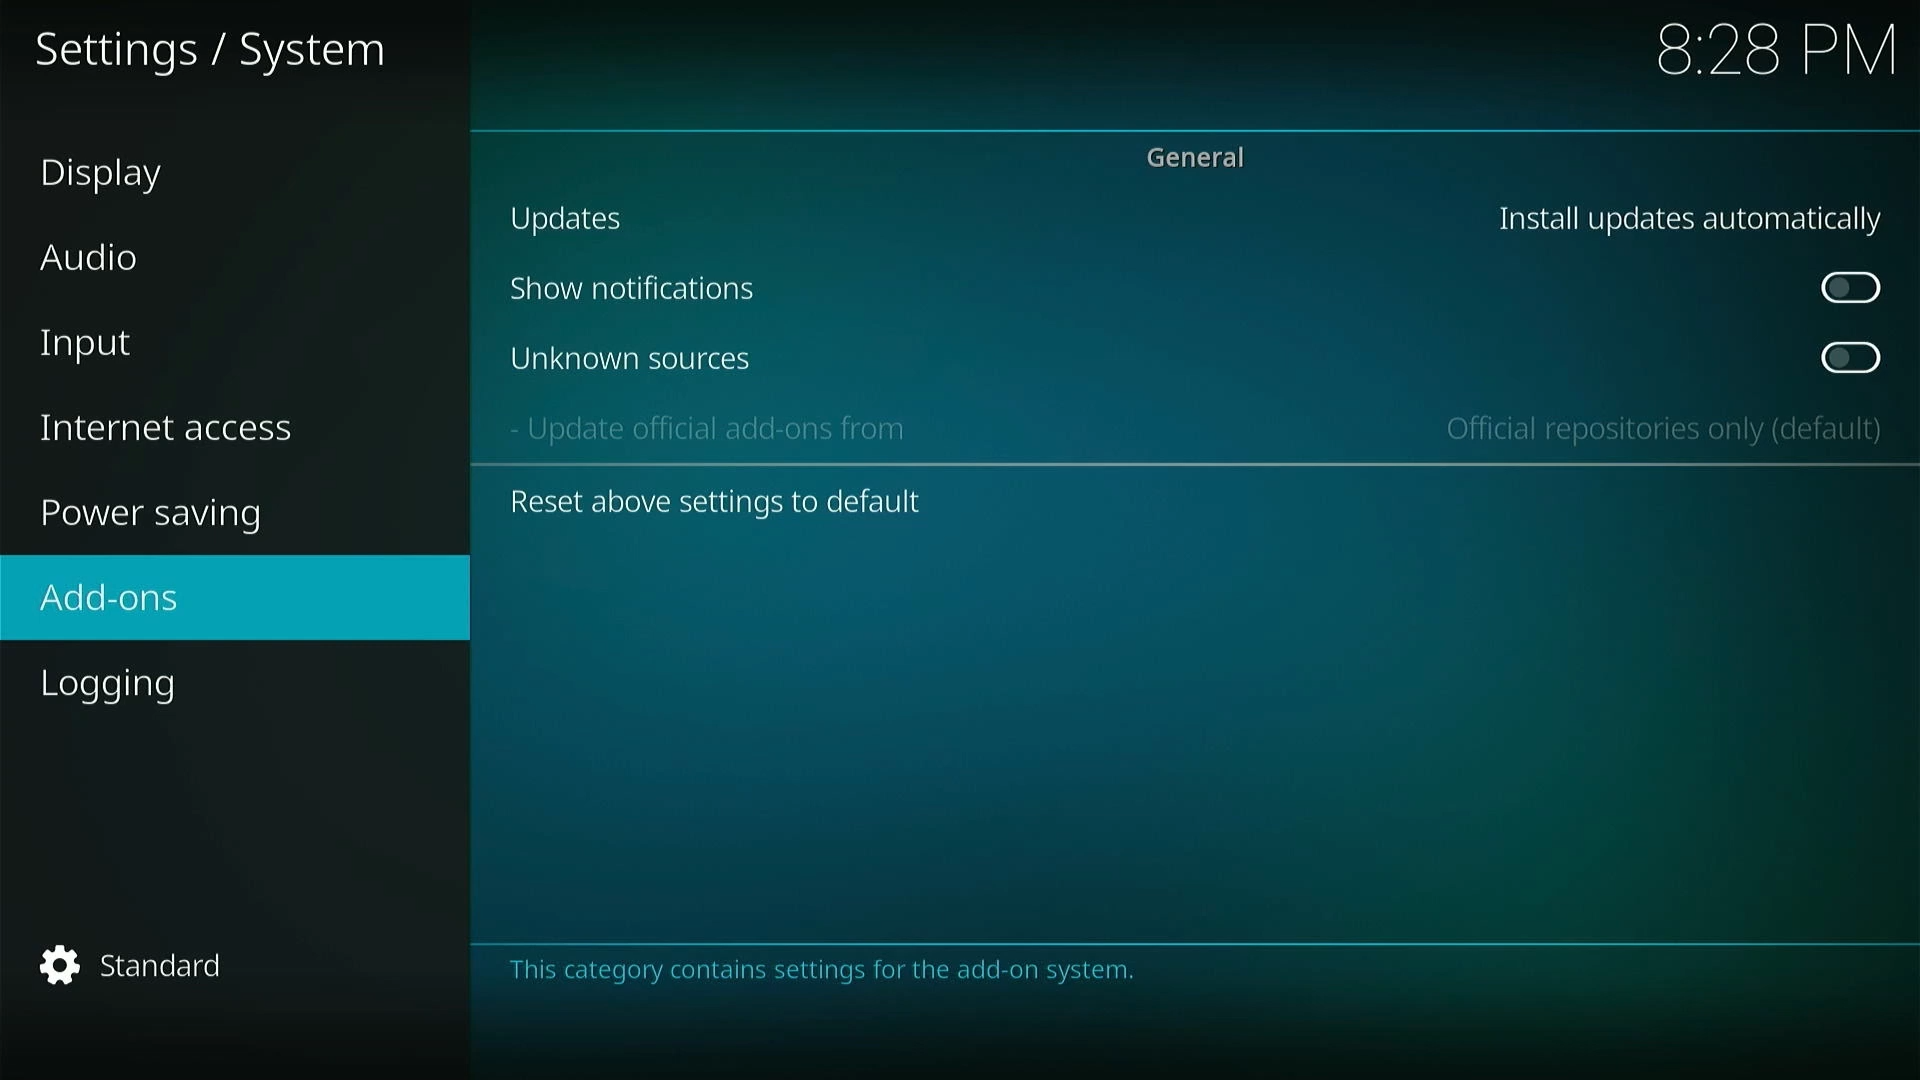 Settings / System
8:28 PM
Display
Audio
Input
Internet access
Power saving
Add-ons
Logging
Standard
General
Updates Install updates automatically
Show notifications
Unknown sources
- Update official add-ons from Official repositories only (default)
Reset above settings to default
This category contains settings for the add-on system.